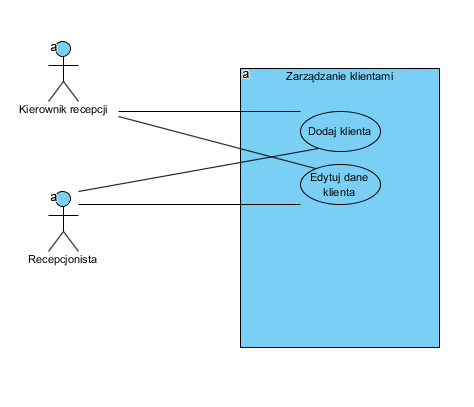 a
Kierownik recepcji
a
Zarządzanie klientami
Dodaj klienta
Edytuj dane
klienta
a
Recepcjonista